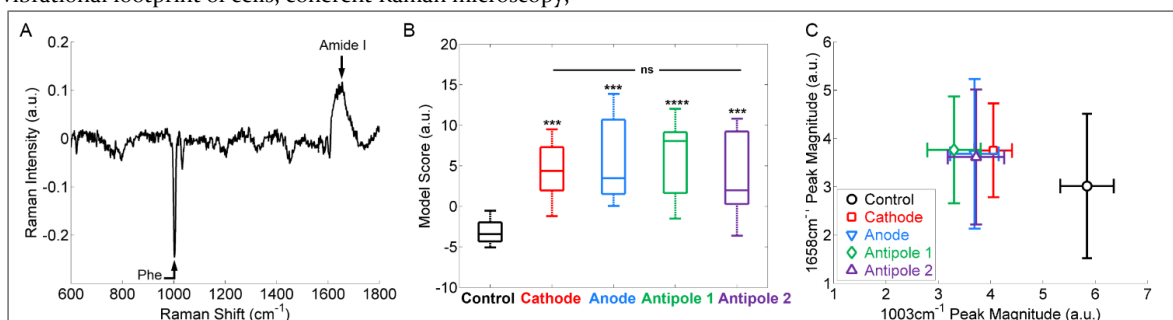 vibrational footprint of cells, coherent Raman microscopy,
A
0.2
0.1
0
-0.1
-0.2
Raman Intensity (a.u.)
Amide I
Phe
600 800 1000 1200 1400 1600 1800
Raman Shift (cm⁻¹)
B
20
15
10
5
0
-5
-10
Model Score (a.u.)
ns
*** *** **** ***
Control Cathode Anode Antipole 1 Antipole 2
C
6
5
4
3
2
1
1658cm⁻¹ Peak Magnitude (a.u.)
Control
Cathode
Anode
Antipole 1
Antipole 2
1 2 3 4 5 6 7
1003cm⁻¹ Peak Magnitude (a.u.)